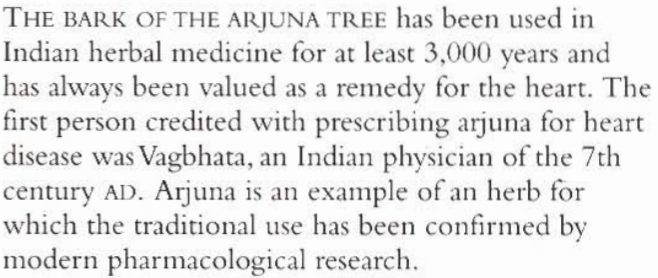 THE BARK OF THE ARJUNA TREE has been used in
Indian herbal medicine for at least 3,000 years and
has always been valued as a remedy for the heart. The
first person credited with prescribing arjuna for heart
disease was Vagbhata, an Indian physician of the 7th
century AD. Arjuna is an example of an herb for
which the traditional use has been confirmed by
modern pharmacological research.